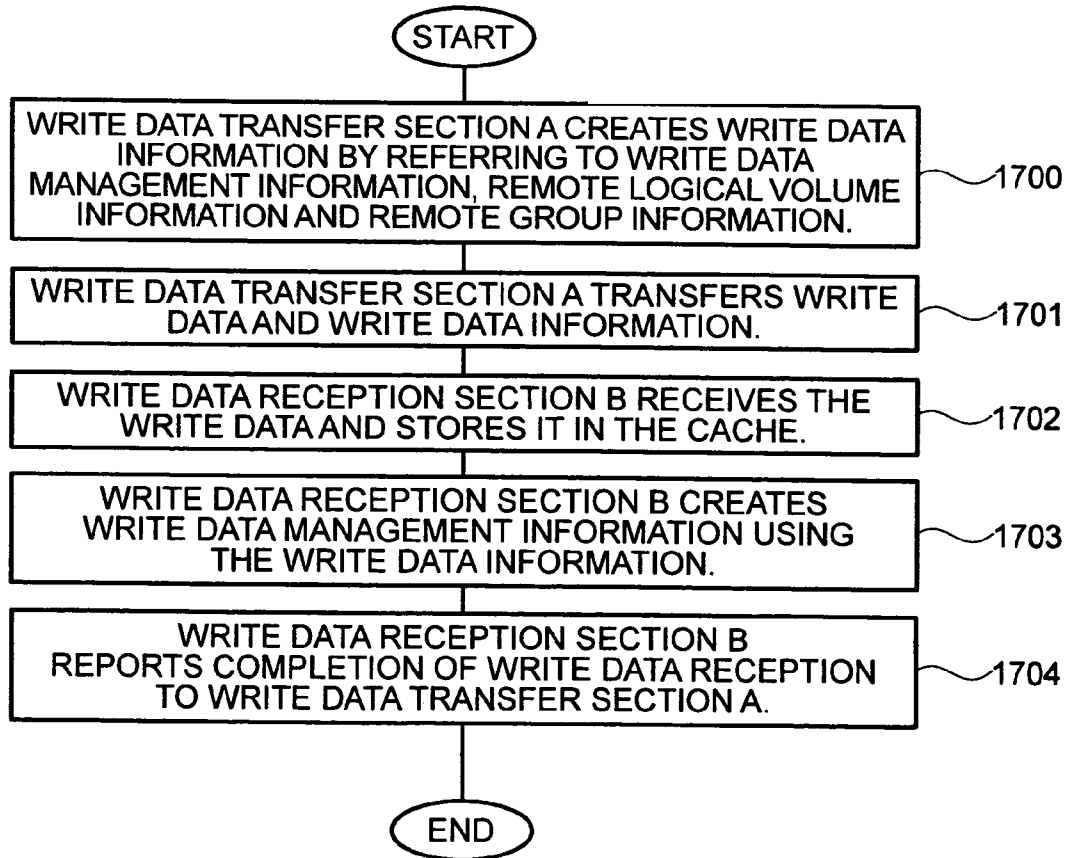 START
WRITE DATA TRANSFER SECTION A CREATES WRITE DATA
INFORMATION BY REFERRING TO WRITE DATA
MANAGEMENT INFORMATION, REMOTE LOGICAL VOLUME
INFORMATION AND REMOTE GROUP INFORMATION.
1700
WRITE DATA TRANSFER SECTION A TRANSFERS WRITE
DATA AND WRITE DATA INFORMATION.
1701
WRITE DATA RECEPTION SECTION B RECEIVES THE
WRITE DATA AND STORES IT IN THE CACHE.
1702
WRITE DATA RECEPTION SECTION B CREATES
WRITE DATA MANAGEMENT INFORMATION USING
THE WRITE DATA INFORMATION.
1703
WRITE DATA RECEPTION SECTION B
REPORTS COMPLETION OF WRITE DATA RECEPTION
TO WRITE DATA TRANSFER SECTION A.
1704
END